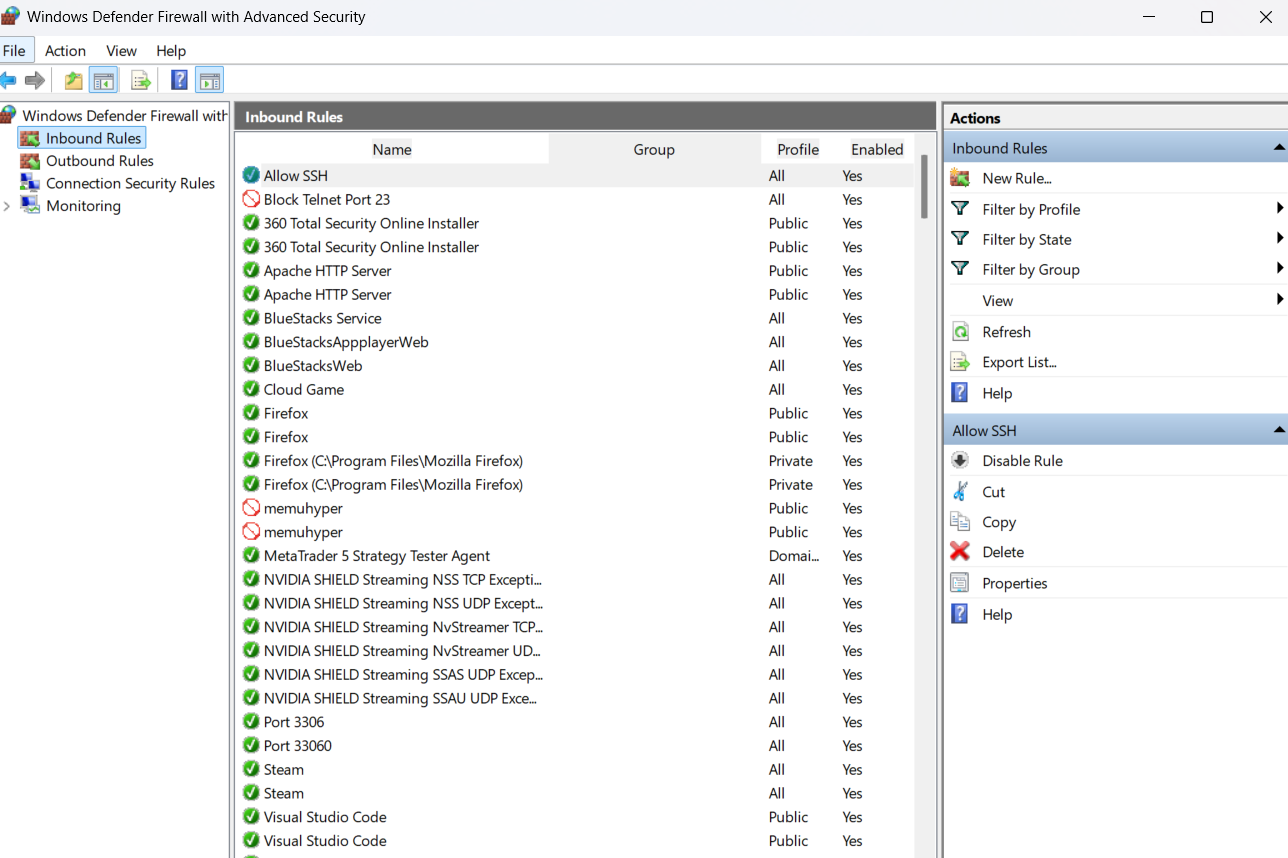 Windows Defender Firewall with Advanced Security
File Action View Help
Windows Defender Firewall with
Inbound Rules
Outbound Rules
Connection Security Rules
Monitoring
Inbound Rules
Name Group Profile Enabled
Allow SSH All Yes
Block Telnet Port 23 All Yes
360 Total Security Online Installer Public Yes
360 Total Security Online Installer Public Yes
Apache HTTP Server Public Yes
Apache HTTP Server Public Yes
BlueStacks Service All Yes
BlueStacksAppplayerWeb All Yes
BlueStacksWeb All Yes
Cloud Game All Yes
Firefox Public Yes
Firefox Public Yes
Firefox (C:\Program Files\Mozilla Firefox) Private Yes
Firefox (C:\Program Files\Mozilla Firefox) Private Yes
memuhyper Public Yes
memuhyper Public Yes
MetaTrader 5 Strategy Tester Agent Domai... Yes
NVIDIA SHIELD Streaming NSS TCP Excepti... All Yes
NVIDIA SHIELD Streaming NSS UDP Except... All Yes
NVIDIA SHIELD Streaming NvStreamer TCP... All Yes
NVIDIA SHIELD Streaming NvStreamer UD... All Yes
NVIDIA SHIELD Streaming SSAS UDP Excep... All Yes
NVIDIA SHIELD Streaming SSAU UDP Exce... All Yes
Port 3306 All Yes
Port 33060 All Yes
Steam All Yes
Steam All Yes
Visual Studio Code Public Yes
Visual Studio Code Public Yes
Actions
Inbound Rules
New Rule...
Filter by Profile
Filter by State
Filter by Group
View
Refresh
Export List...
Help
Allow SSH
Disable Rule
Cut
Copy
Delete
Properties
Help